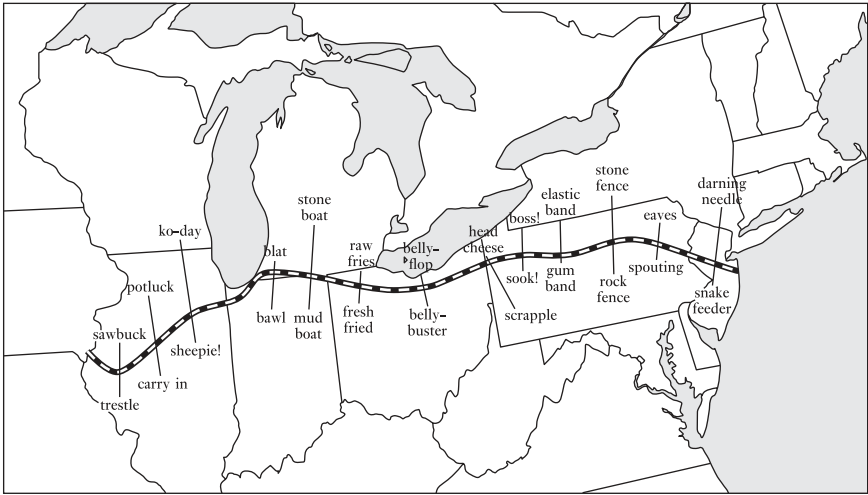 ko-day
potluck
sawbuck
trestle
carry in
sheepie!
blat
bawl
stone
boat
mud
boat
raw
fries
fresh
fried
belly-
flop
belly-
buster
head
cheese
scrapple
boss!
sook!
elastic
band
gum
band
stone
fence
rock
fence
eaves
spouting
darning
needle
snake
feeder